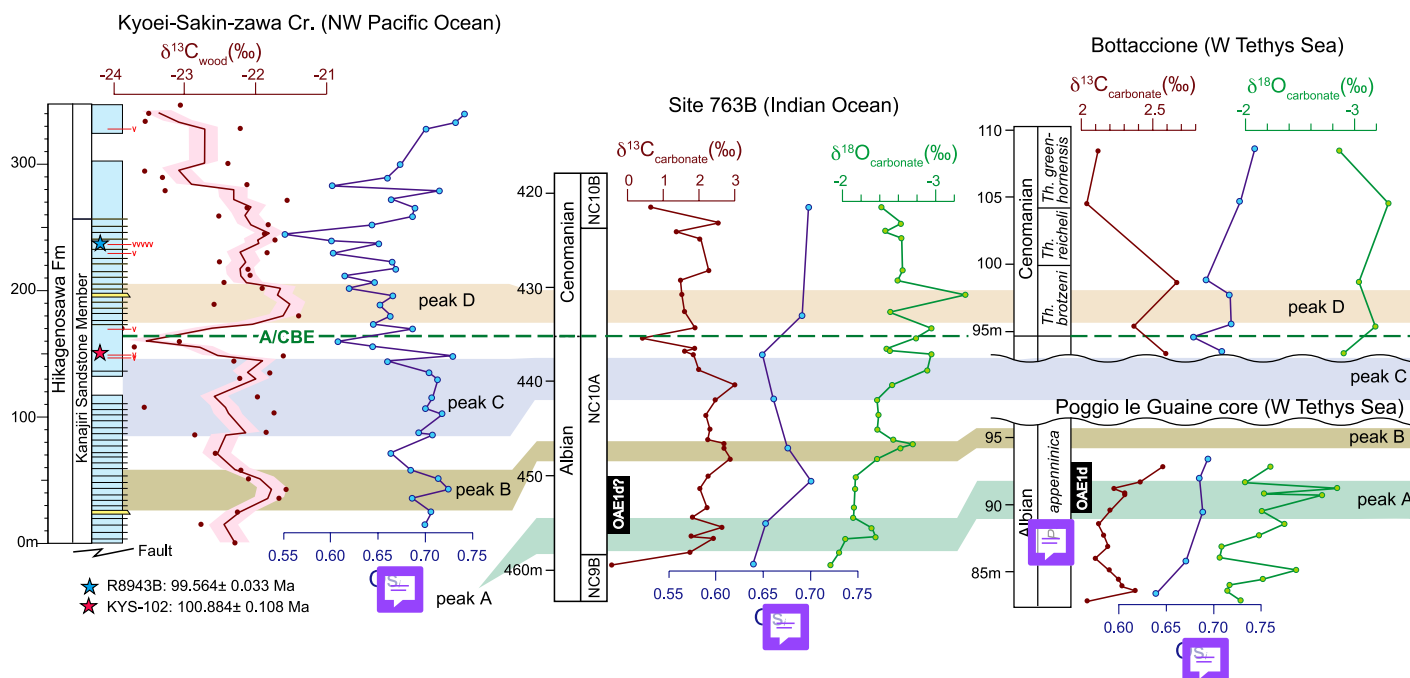 Kyoei-Sakin-zawa Cr. (NW Pacific Ocean)
δ13Cwood(‰)
-24 -23 -22 -21
Hikagenosawa Fm
Kanajiri Sandstone Member
300
200
100
0m
v
vvvvv
v
v
v
v
Fault
R8943B: 99.564± 0.033 Ma
KYS-102: 100.884± 0.108 Ma
peak D
A/CBE
peak C
peak B
peak A
0.55 0.60 0.65 0.70 0.75
Site 763B (Indian Ocean)
δ13Ccarbonate(‰)
0 2 3
δ18Ocarbonate(‰)
-2 -3
420
430
440
450
460m
Cenomanian
Albian
NC10B
NC10A
NC9B
OAE1d?
0.55 0.60 0.65 0.70 0.75
Bottaccione (W Tethys Sea)
δ13Ccarbonate(‰)
2 2.5
δ18Ocarbonate(‰)
-2 -3
110
105
100
95m
Cenomanian
Th. green-
hornensis
Th.
reicheli
Th.
brotzeni
peak D
peak C
Poggio le Guaine core (W Tethys Sea)
95
90
85m
Albian
appenninica
OAE1d
peak B
peak A
0.60 0.65 0.70 0.75